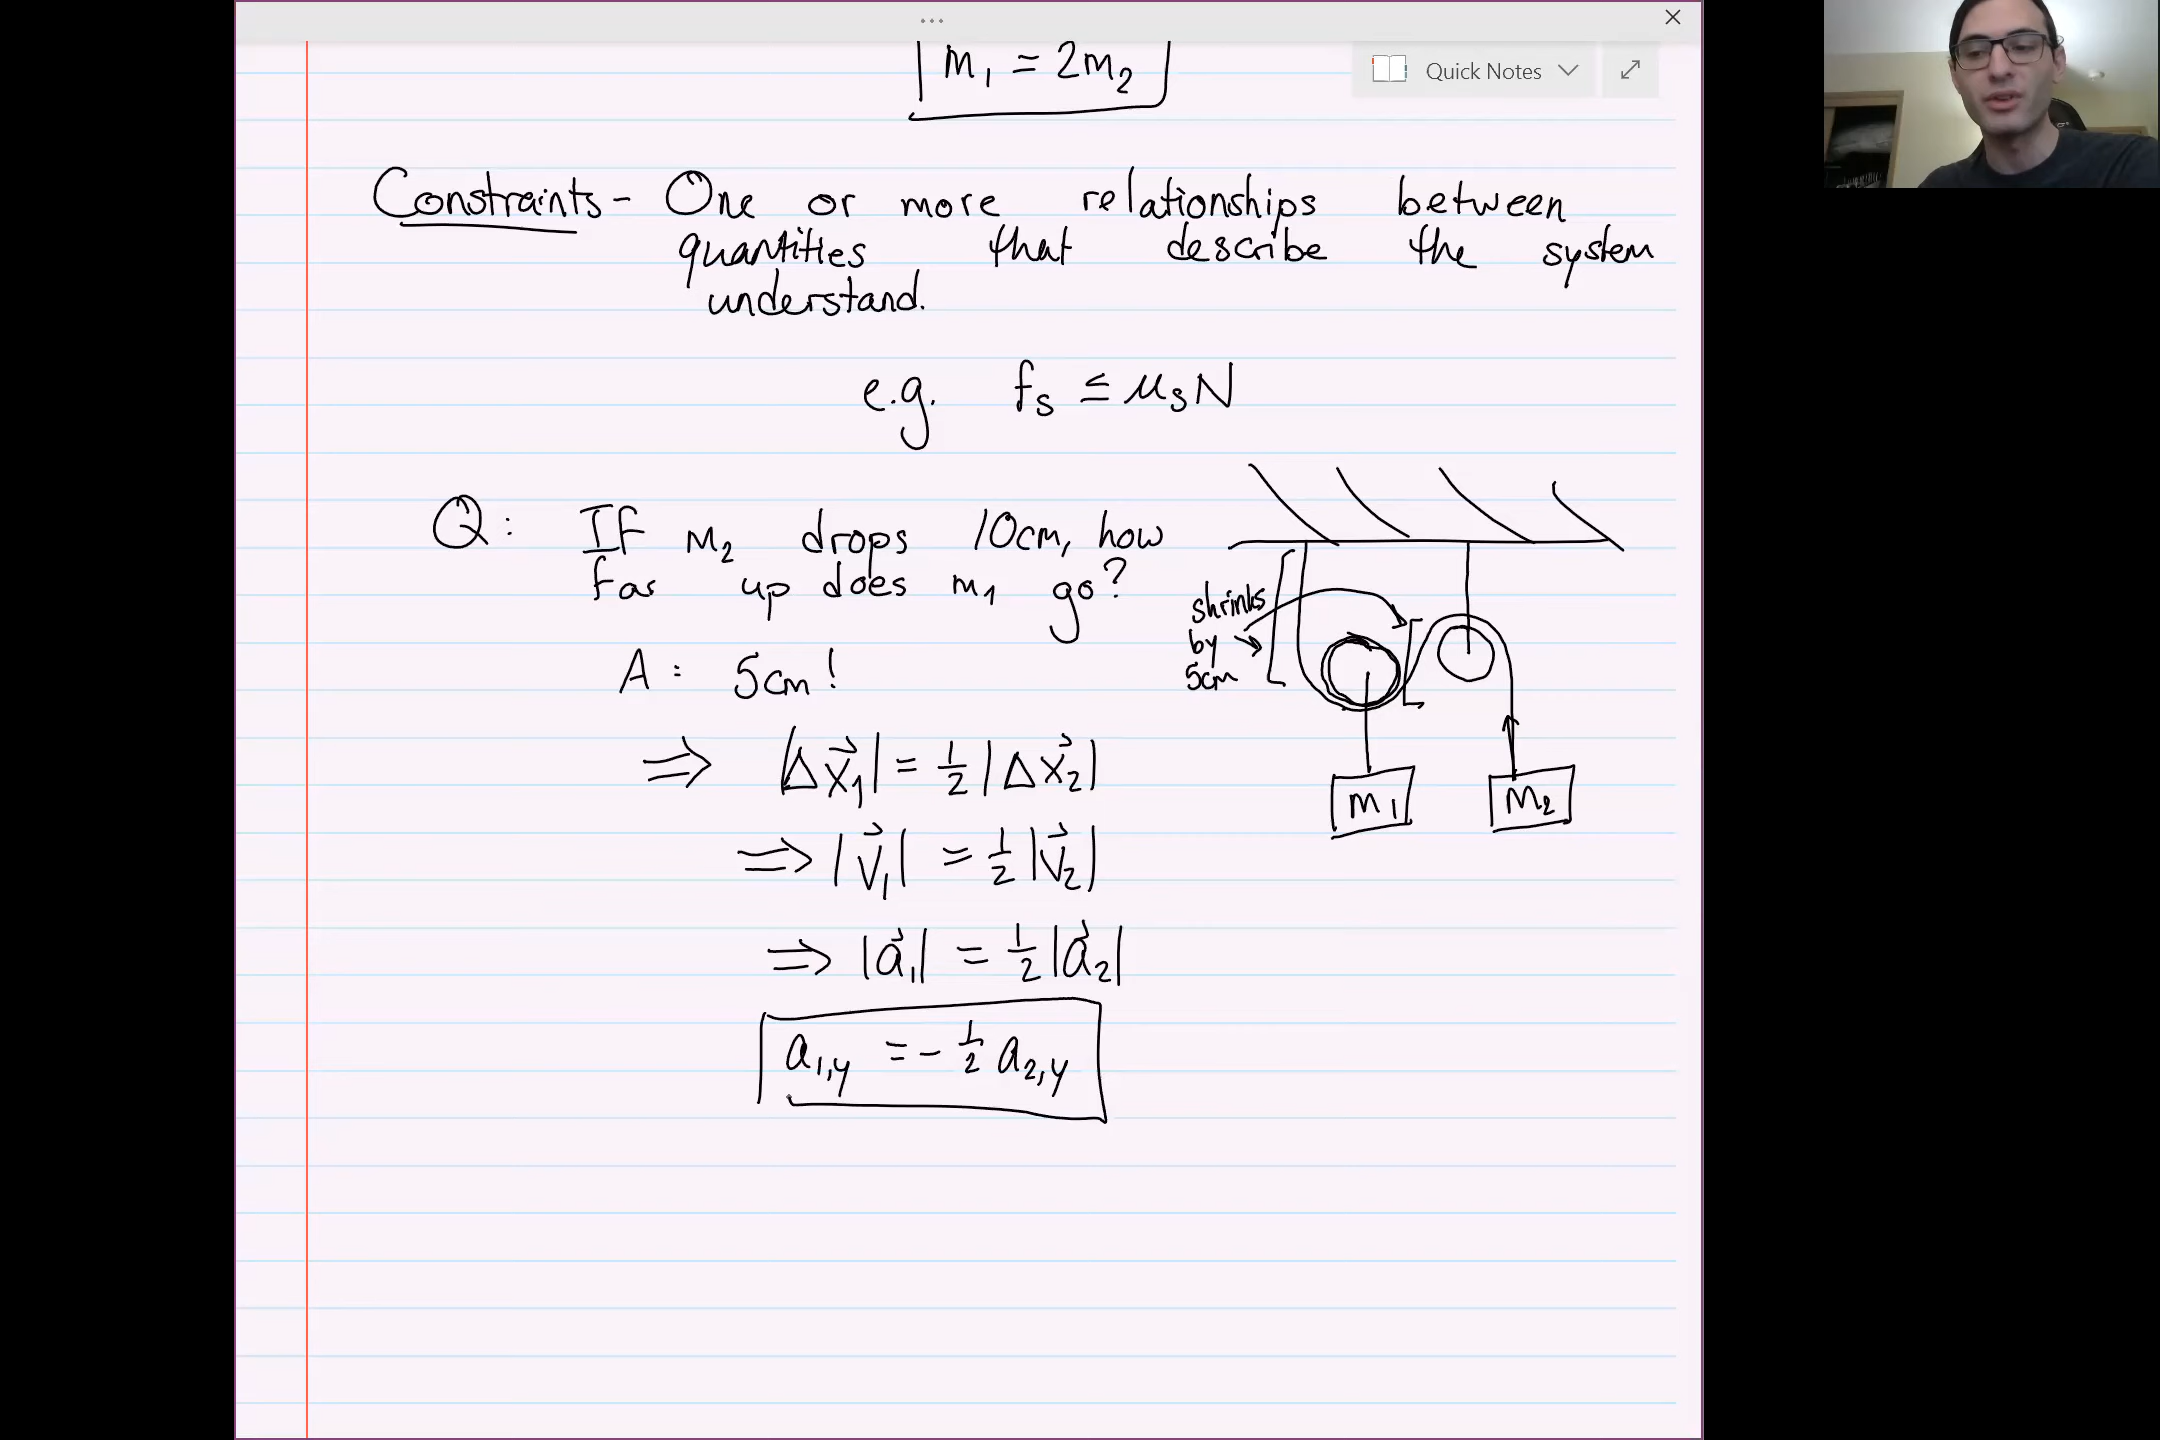 m₁ = 2m₂
Quick Notes
Constraints - One or more relationships between
quantities that describe the system
understand.
e.g. fₛ ≤ μₛN
Q: If m₂ drops 10cm, how
far up does m₁ go?
A: 5cm!
⇒ |Δx⃗₁| = ½ |Δx⃗₂|
⇒ |v⃗₁| = ½ |v⃗₂|
⇒ |a⃗₁| = ½ |a⃗₂|
a₁,y = -½ a₂,y
shrinks
by
5cm
m₁
m₂